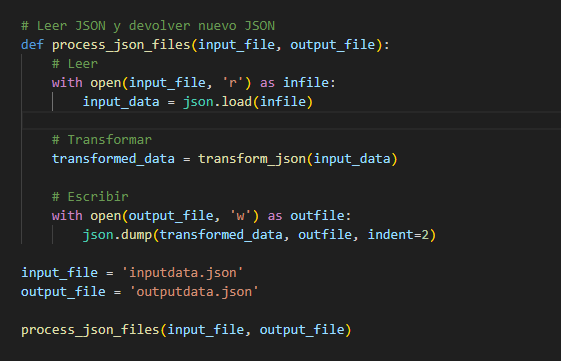 # Leer JSON y devolver nuevo JSON
def process_json_files(input_file, output_file):
    # Leer
    with open(input_file, 'r') as infile:
        input_data = json.load(infile)

    # Transformar
    transformed_data = transform_json(input_data)

    # Escribir
    with open(output_file, 'w') as outfile:
        json.dump(transformed_data, outfile, indent=2)

input_file = 'inputdata.json'
output_file = 'outputdata.json'

process_json_files(input_file, output_file)